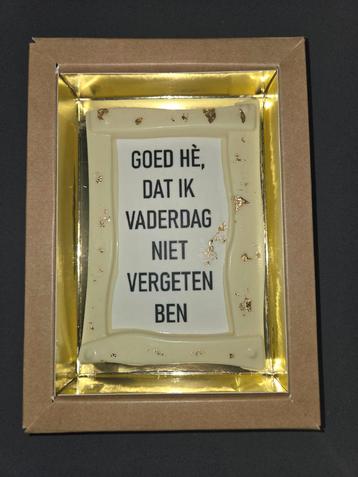 GOED HÈ,
DAT IK
VADERDAG
NIET
VERGETEN
BEN